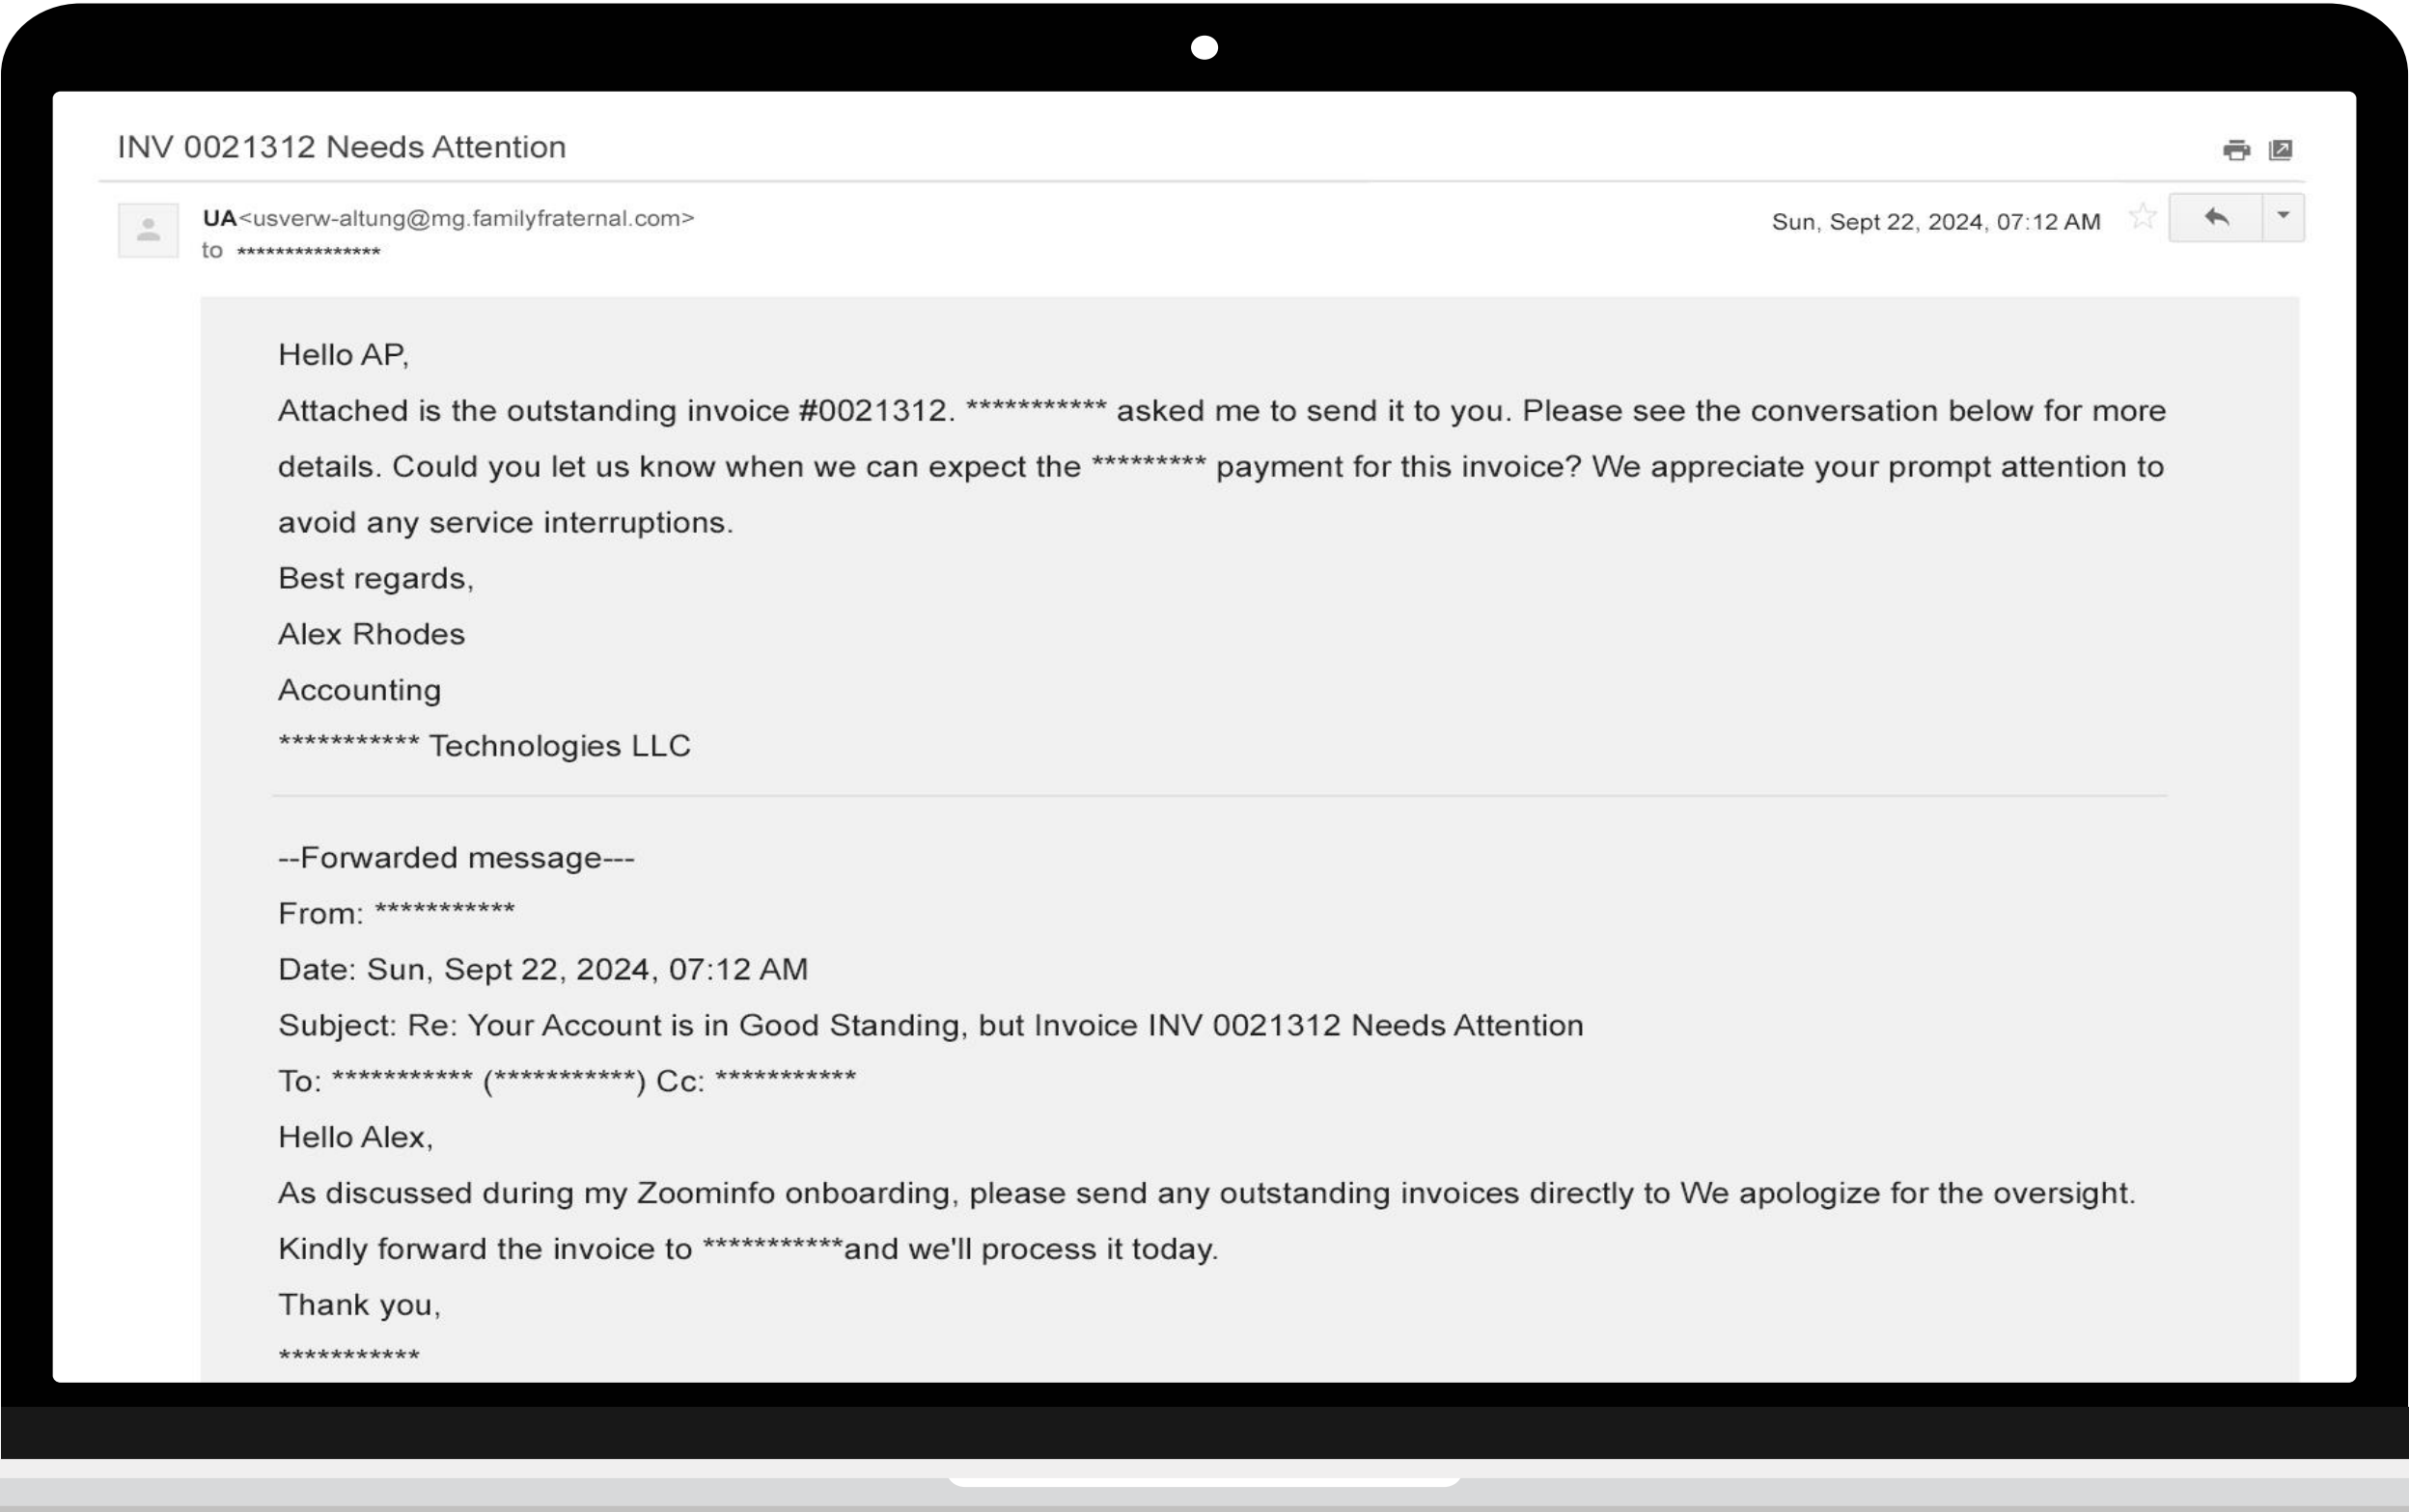 INV 0021312 Needs Attention
UA<usverw-altung@mg.familyfraternal.com>
Sun, Sept 22, 2024, 07:12 AM
to ***************
Hello AP,
Attached is the outstanding invoice #0021312. *********** asked me to send it to you. Please see the conversation below for more
details. Could you let us know when we can expect the ********* payment for this invoice? We appreciate your prompt attention to
avoid any service interruptions.
Best regards,
Alex Rhodes
Accounting
*********** Technologies LLC
--Forwarded message---
From: ***********
Date: Sun, Sept 22, 2024, 07:12 AM
Subject: Re: Your Account is in Good Standing, but Invoice INV 0021312 Needs Attention
To: *********** (***********) Cc: ***********
Hello Alex,
As discussed during my Zoominfo onboarding, please send any outstanding invoices directly to We apologize for the oversight.
Kindly forward the invoice to ***********and we'll process it today.
Thank you,
***********